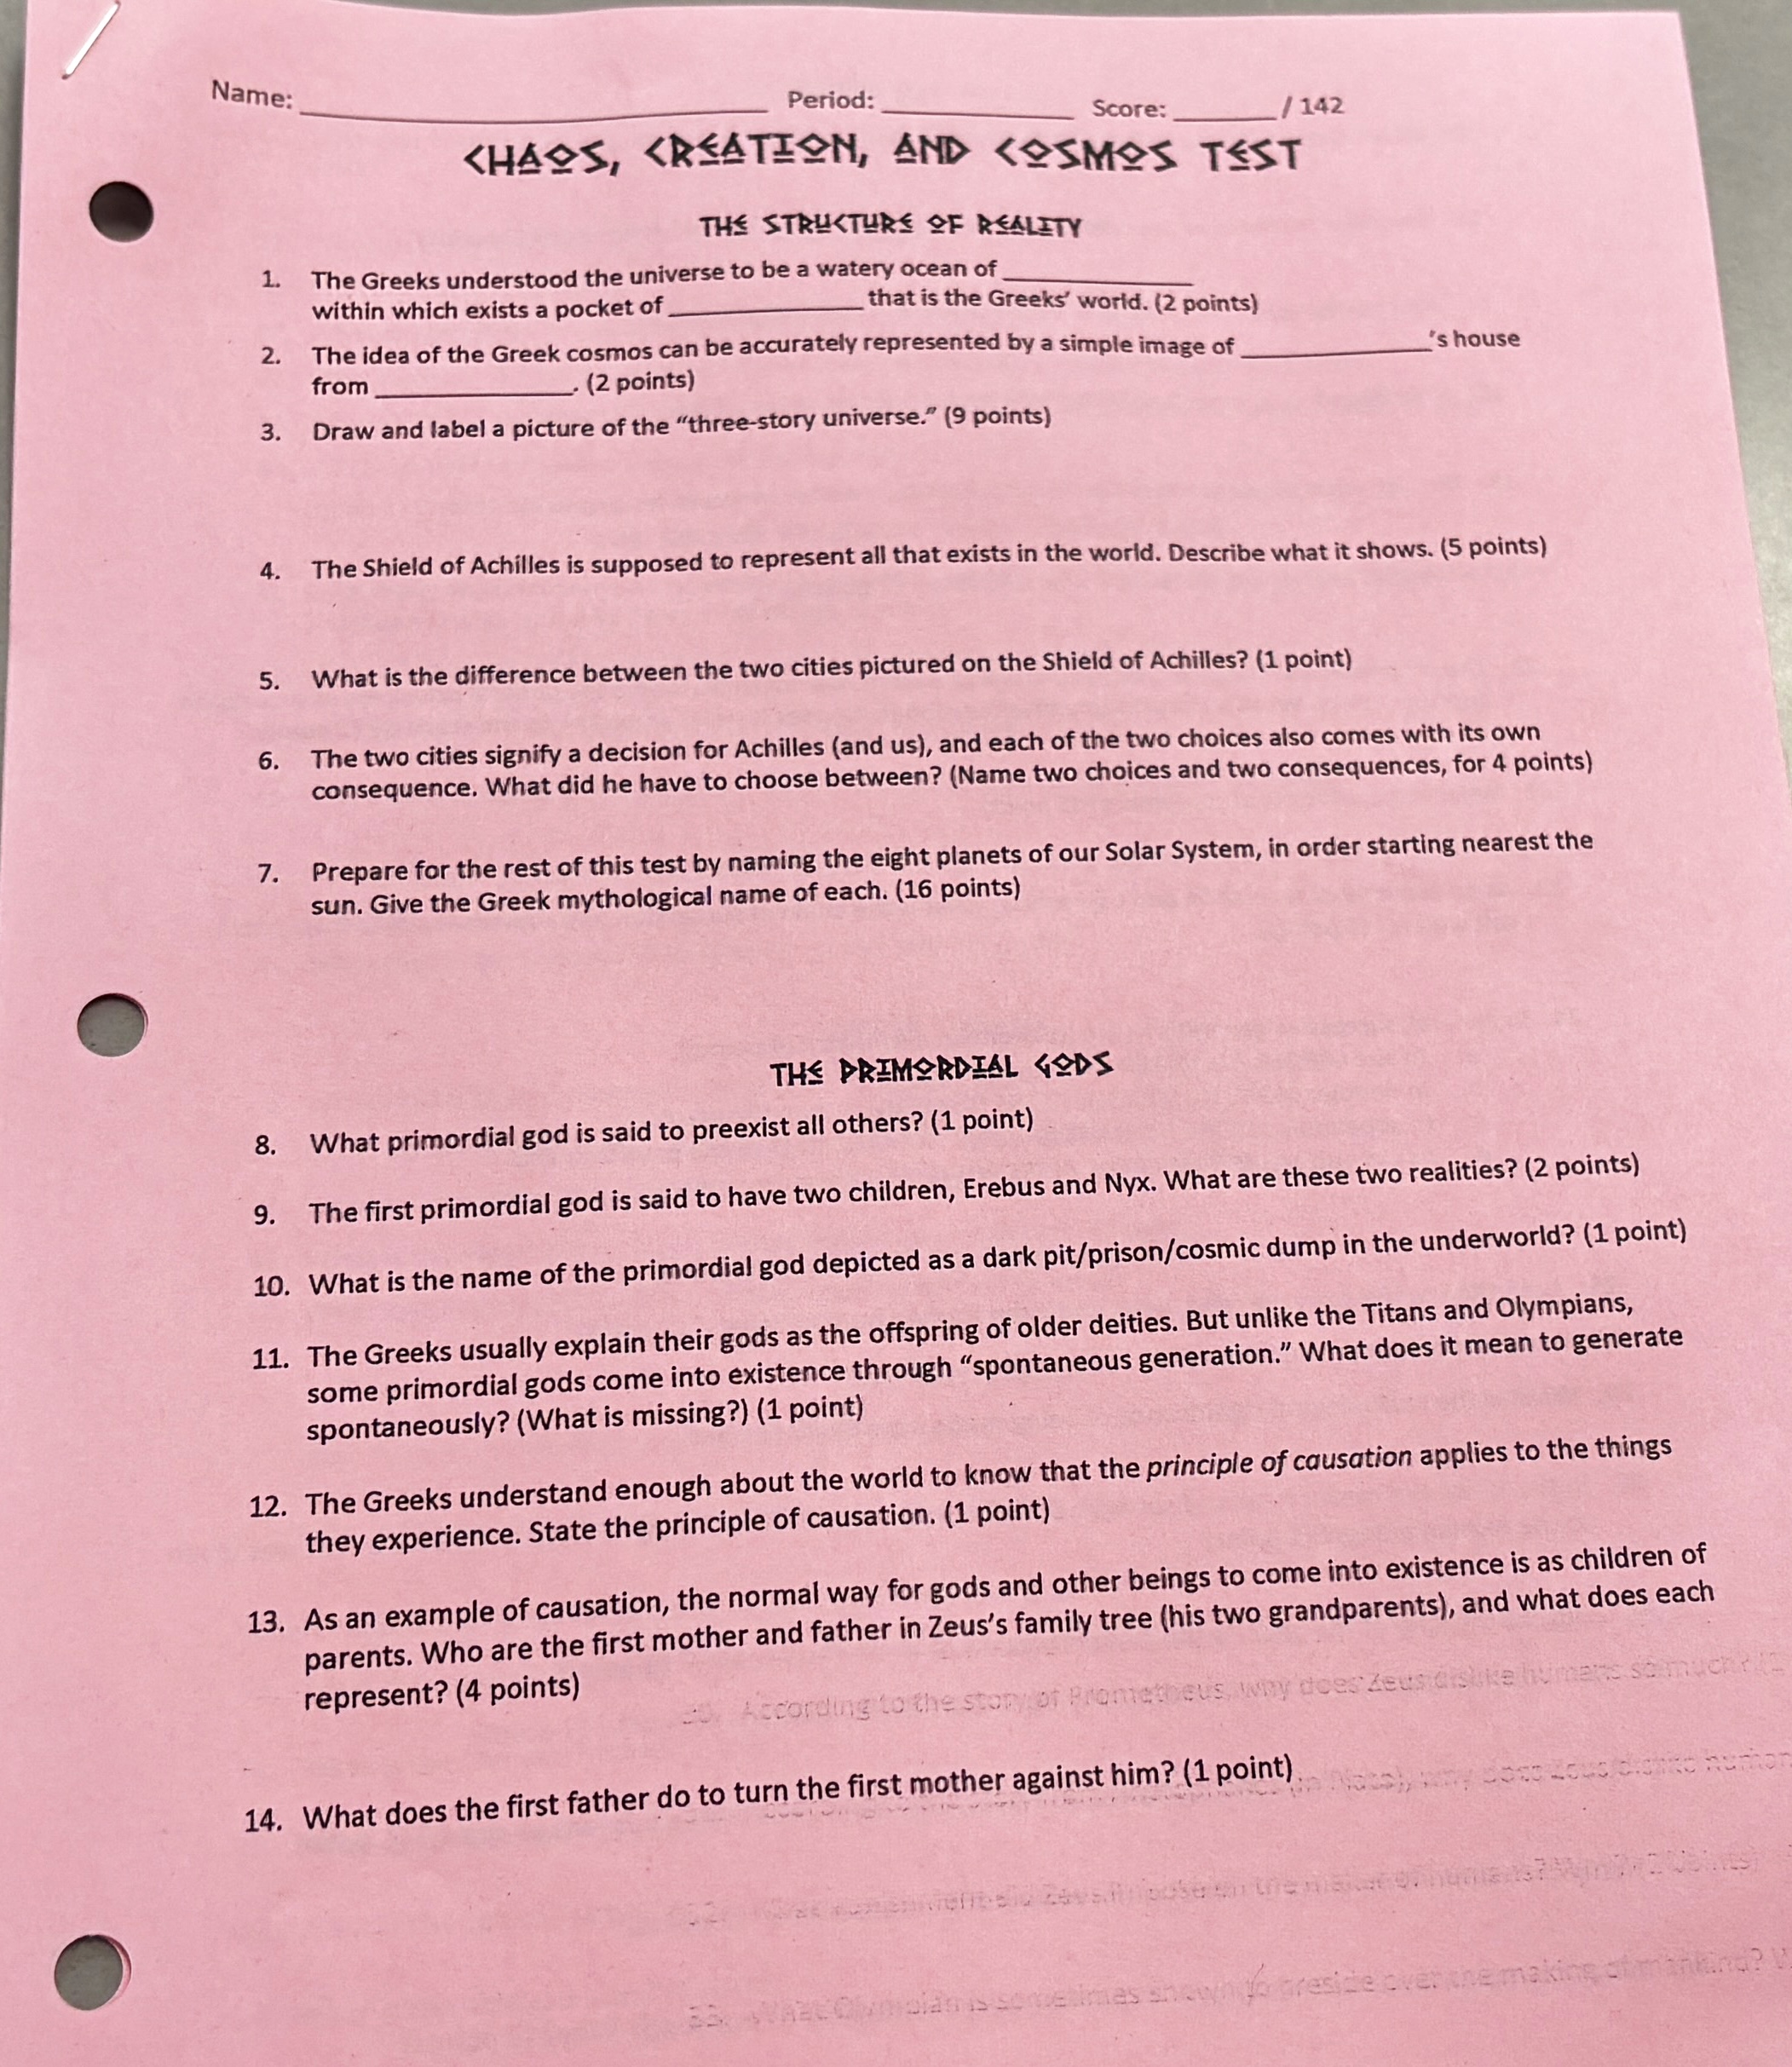 Name: Period: Score: / 142
CHAOS, CREATION, AND COSMOS TEST
THE STRUCTURE OF REALITY
1. The Greeks understood the universe to be a watery ocean of
within which exists a pocket of that is the Greeks' world. (2 points)
2. The idea of the Greek cosmos can be accurately represented by a simple image of 's house
from . (2 points)
3. Draw and label a picture of the “three-story universe.” (9 points)
4. The Shield of Achilles is supposed to represent all that exists in the world. Describe what it shows. (5 points)
5. What is the difference between the two cities pictured on the Shield of Achilles? (1 point)
6. The two cities signify a decision for Achilles (and us), and each of the two choices also comes with its own
consequence. What did he have to choose between? (Name two choices and two consequences, for 4 points)
7. Prepare for the rest of this test by naming the eight planets of our Solar System, in order starting nearest the
sun. Give the Greek mythological name of each. (16 points)
THE PRIMORDIAL GODS
8. What primordial god is said to preexist all others? (1 point)
9. The first primordial god is said to have two children, Erebus and Nyx. What are these two realities? (2 points)
10. What is the name of the primordial god depicted as a dark pit/prison/cosmic dump in the underworld? (1 point)
11. The Greeks usually explain their gods as the offspring of older deities. But unlike the Titans and Olympians,
some primordial gods come into existence through “spontaneous generation.” What does it mean to generate
spontaneously? (What is missing?) (1 point)
12. The Greeks understand enough about the world to know that the principle of causation applies to the things
they experience. State the principle of causation. (1 point)
13. As an example of causation, the normal way for gods and other beings to come into existence is as children of
parents. Who are the first mother and father in Zeus's family tree (his two grandparents), and what does each
represent? (4 points)
According to the story of Prometheus, why does Zeus dislike humans so much?
14. What does the first father do to turn the first mother against him? (1 point)